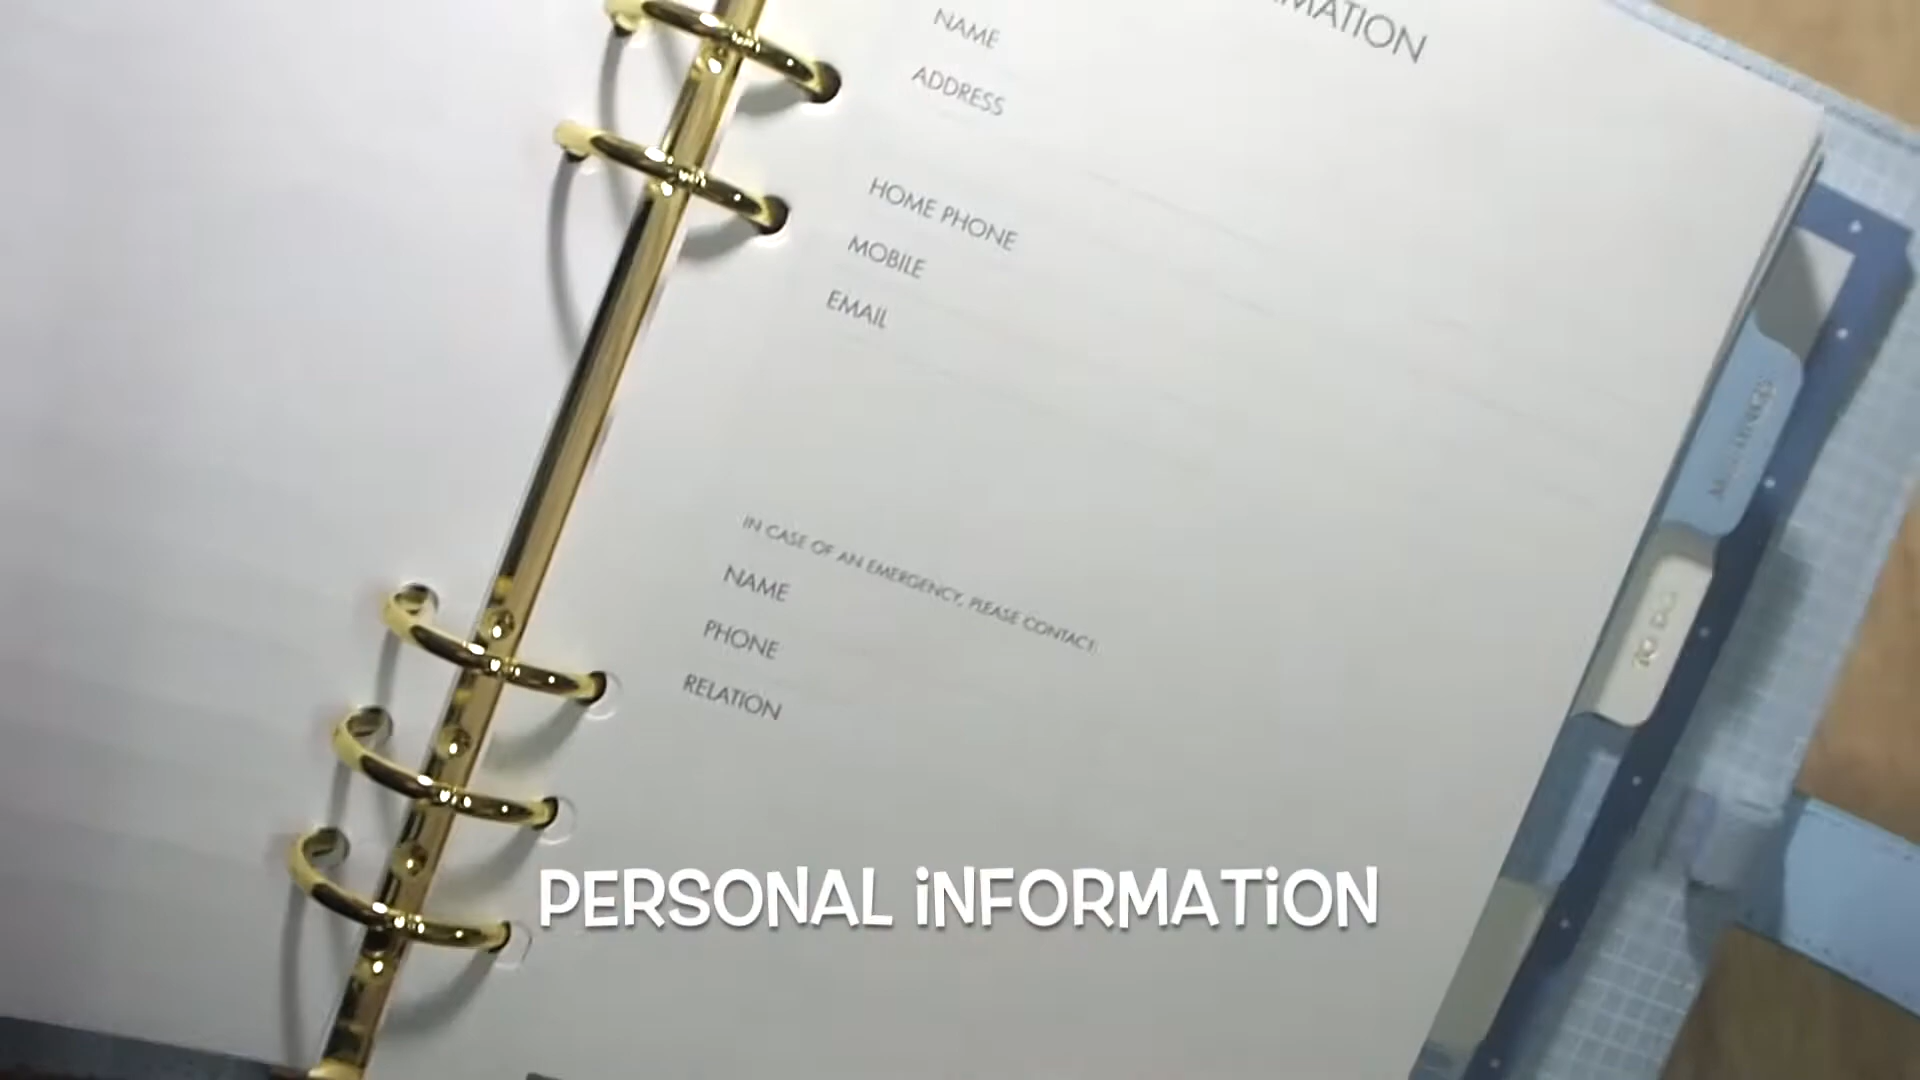 NAME
ADDRESS
HOME PHONE
MOBILE
EMAIL
IN CASE OF AN EMERGENCY, PLEASE CONTACT:
NAME
PHONE
RELATION
TO DO
PERSONAL INFORMATION